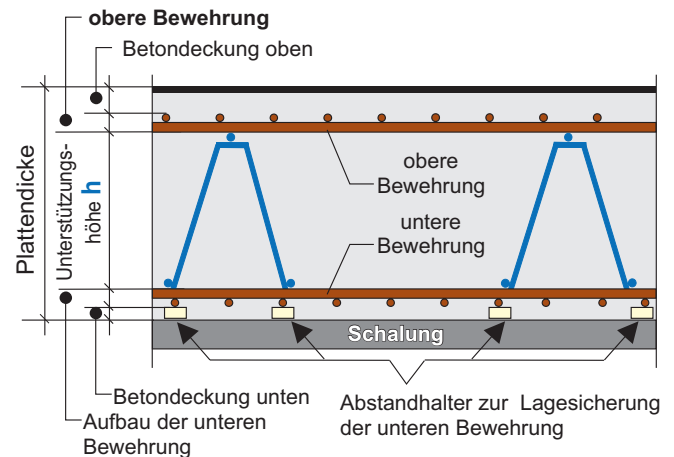 obere Bewehrung
Betondeckung oben
Plattendicke
Unterstützungs-
höhe h
obere
Bewehrung
untere
Bewehrung
Schalung
Betondeckung unten
Aufbau der unteren
Bewehrung
Abstandhalter zur Lagesicherung
der unteren Bewehrung